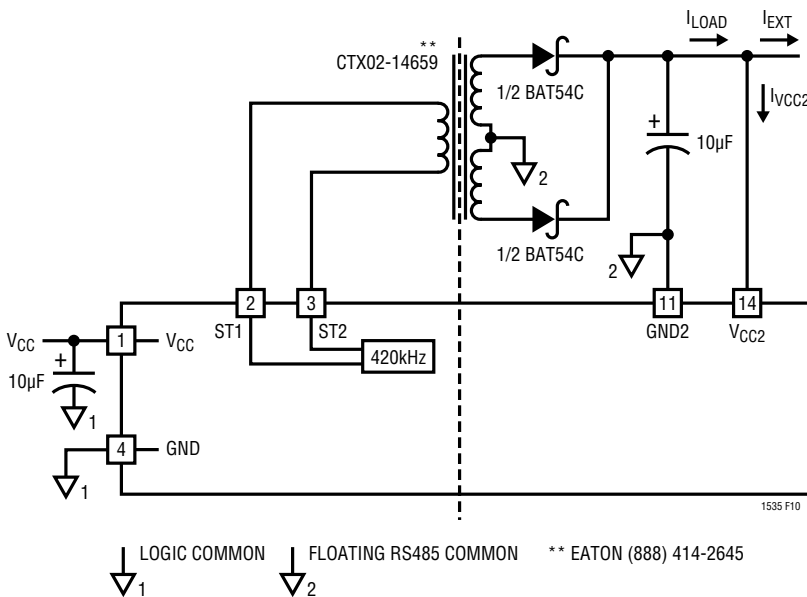 **
CTX02-14659
I_LOAD
I_EXT
1/2 BAT54C
I_VCC2
+
10µF
2
1/2 BAT54C
2
2
3
11
14
ST1
ST2
GND2
V_CC2
V_CC
1
V_CC
+
10µF
1
420kHz
4
GND
1
1535 F10
LOGIC COMMON
1
FLOATING RS485 COMMON
2
** EATON (888) 414-2645